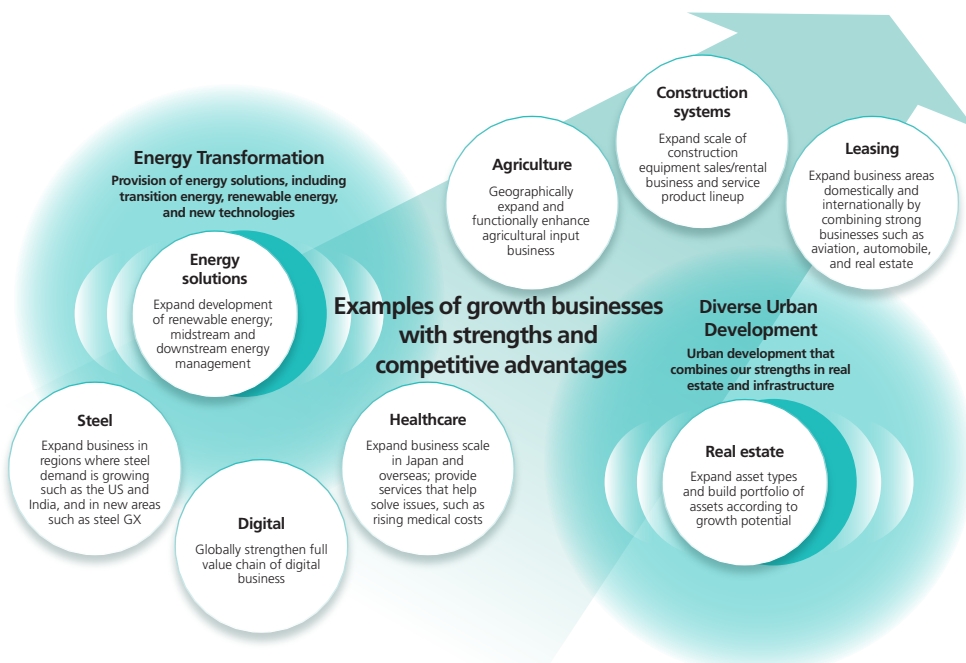 Energy Transformation
Provision of energy solutions, including
transition energy, renewable energy,
and new technologies
Energy
solutions
Expand development
of renewable energy;
midstream and
downstream energy
management
Agriculture
Geographically
expand and
functionally enhance
agricultural input
business
Construction
systems
Expand scale of
construction
equipment sales/rental
business and service
product lineup
Leasing
Expand business areas
domestically and
internationally by
combining strong
businesses such as
aviation, automobile,
and real estate
Examples of growth businesses
with strengths and
competitive advantages
Diverse Urban
Development
Urban development that
combines our strengths in real
estate and infrastructure
Steel
Expand business in
regions where steel
demand is growing
such as the US and
India, and in new areas
such as steel GX
Digital
Globally strengthen full
value chain of digital
business
Healthcare
Expand business scale
in Japan and
overseas; provide
services that help
solve issues, such as
rising medical costs
Real estate
Expand asset types
and build portfolio of
assets according to
growth potential